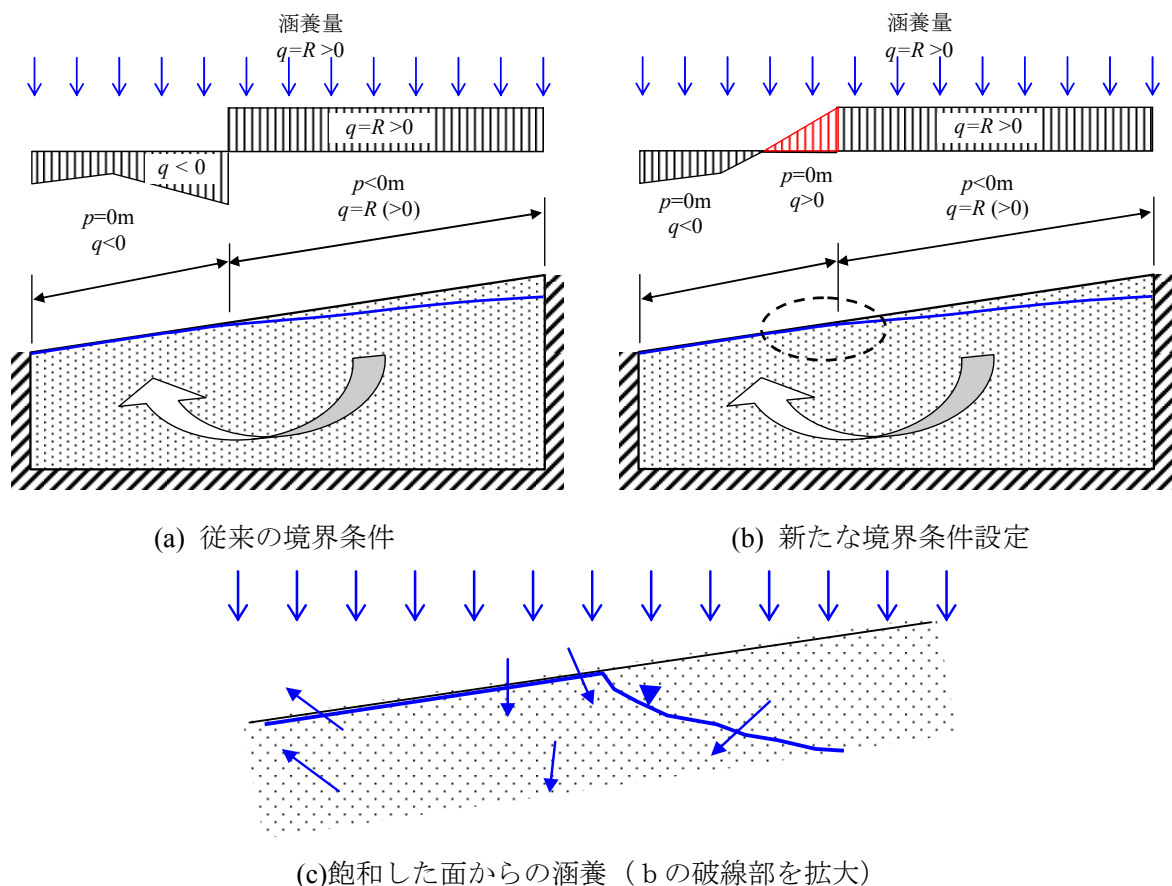 涵養量
q=R >0
q=R >0
q < 0
p<0m
q=R (>0)
p=0m
q<0
(a) 従来の境界条件
涵養量
q=R >0
q=R >0
p=0m
q>0
p<0m
q=R (>0)
p=0m
q<0
(b) 新たな境界条件設定
(c)飽和した面からの涵養（ｂの破線部を拡大）